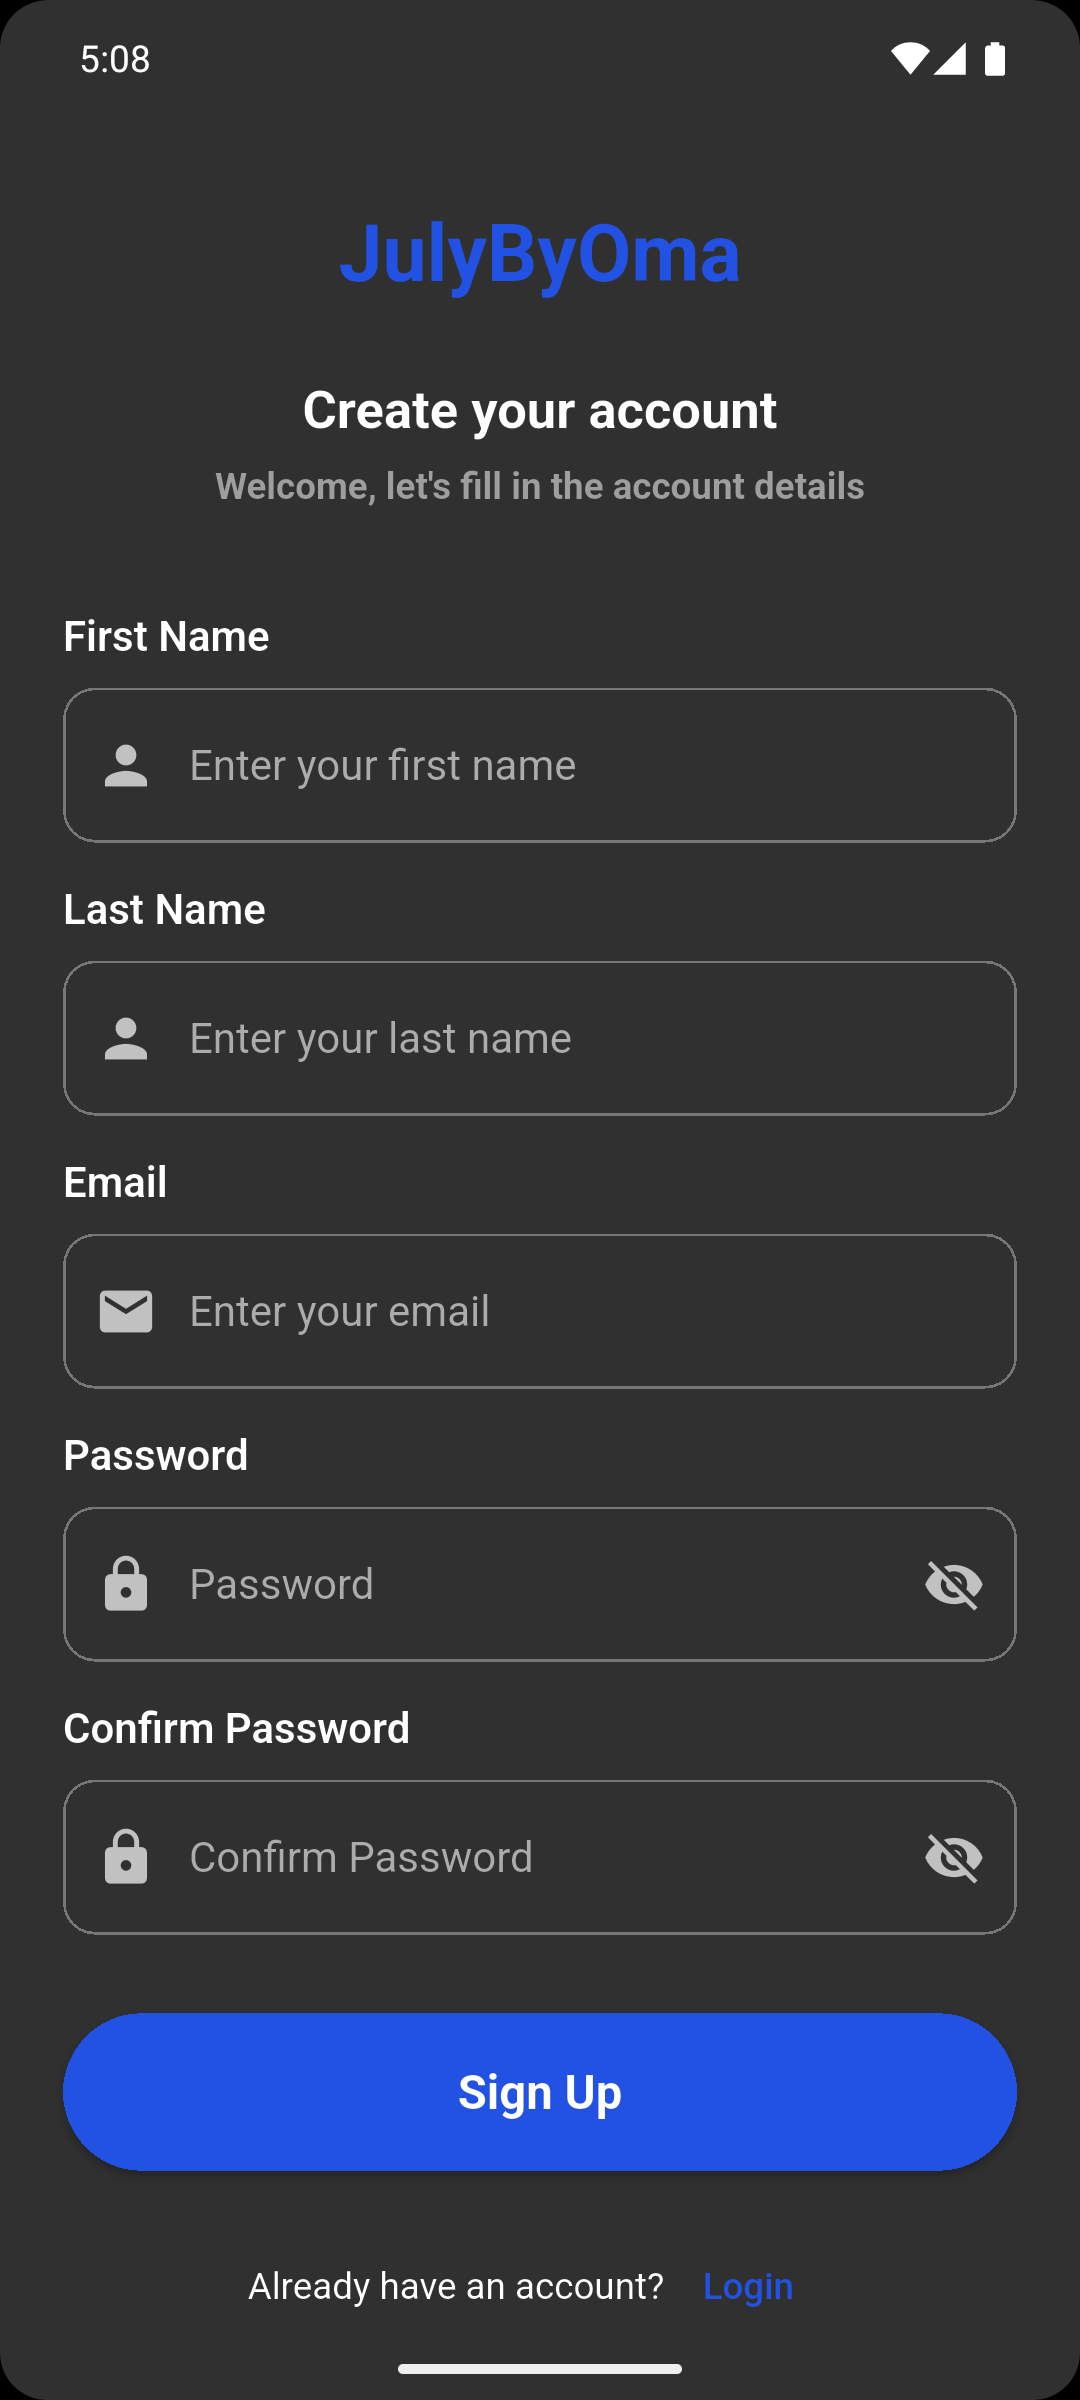 5:08
JulyByOma
Create your account
Welcome, let's fill in the account details
First Name
Enter your first name
Last Name
Enter your last name
Email
Enter your email
Password
Password
Confirm Password
Confirm Password
Sign Up
Already have an account? Login